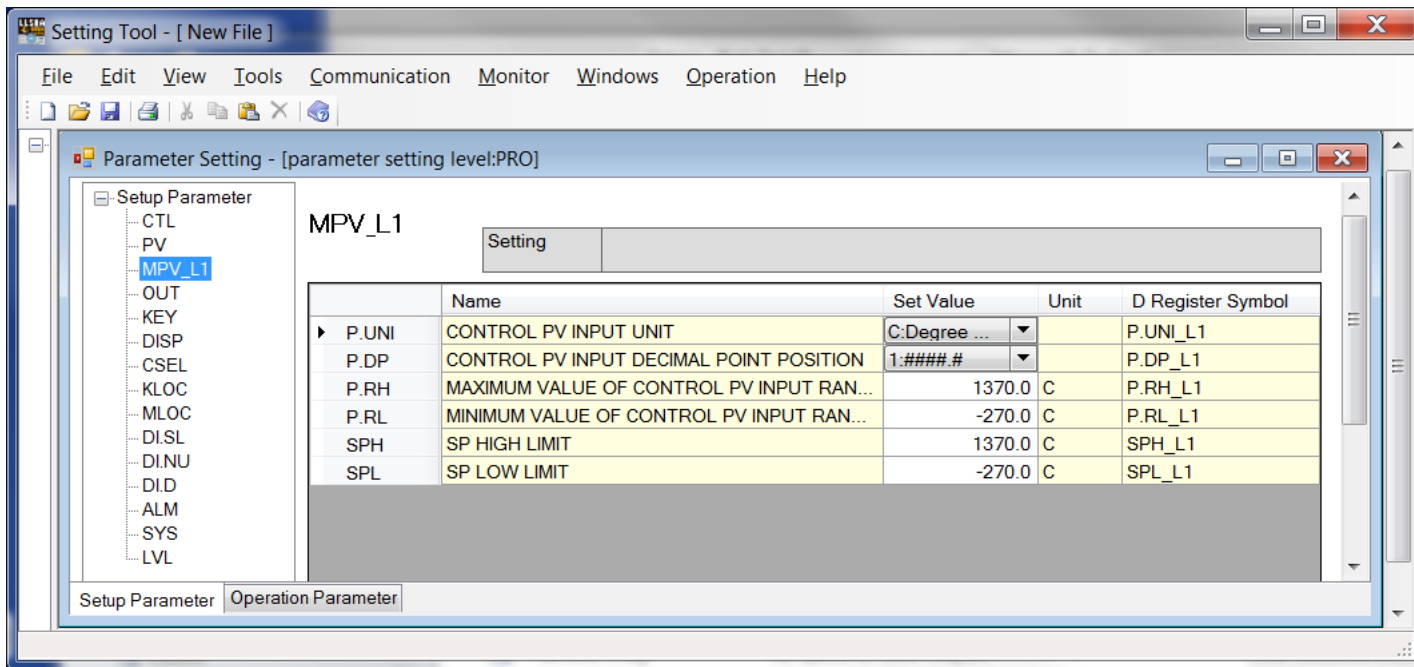 Setting Tool - [ New File ]
File Edit View Tools Communication Monitor Windows Operation Help
Parameter Setting - [parameter setting level:PRO]
Setup Parameter
CTL
PV
MPV_L1
OUT
KEY
DISP
CSEL
KLOC
MLOC
DI.SL
DI.NU
DI.D
ALM
SYS
LVL
MPV_L1
Setting
Name Set Value Unit D Register Symbol
P.UNI CONTROL PV INPUT UNIT C:Degree ... P.UNI_L1
P.DP CONTROL PV INPUT DECIMAL POINT POSITION 1:####.# P.DP_L1
P.RH MAXIMUM VALUE OF CONTROL PV INPUT RAN... 1370.0 C P.RH_L1
P.RL MINIMUM VALUE OF CONTROL PV INPUT RAN... -270.0 C P.RL_L1
SPH SP HIGH LIMIT 1370.0 C SPH_L1
SPL SP LOW LIMIT -270.0 C SPL_L1
Setup Parameter Operation Parameter